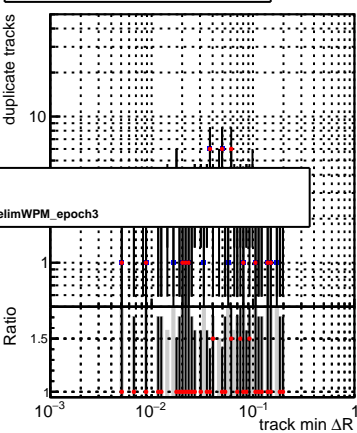 duplicate tracks
10
elimWPM_epoch3
1
Ratio
1.5
1
10⁻³ 10⁻² 10⁻¹ 1
track min ΔR